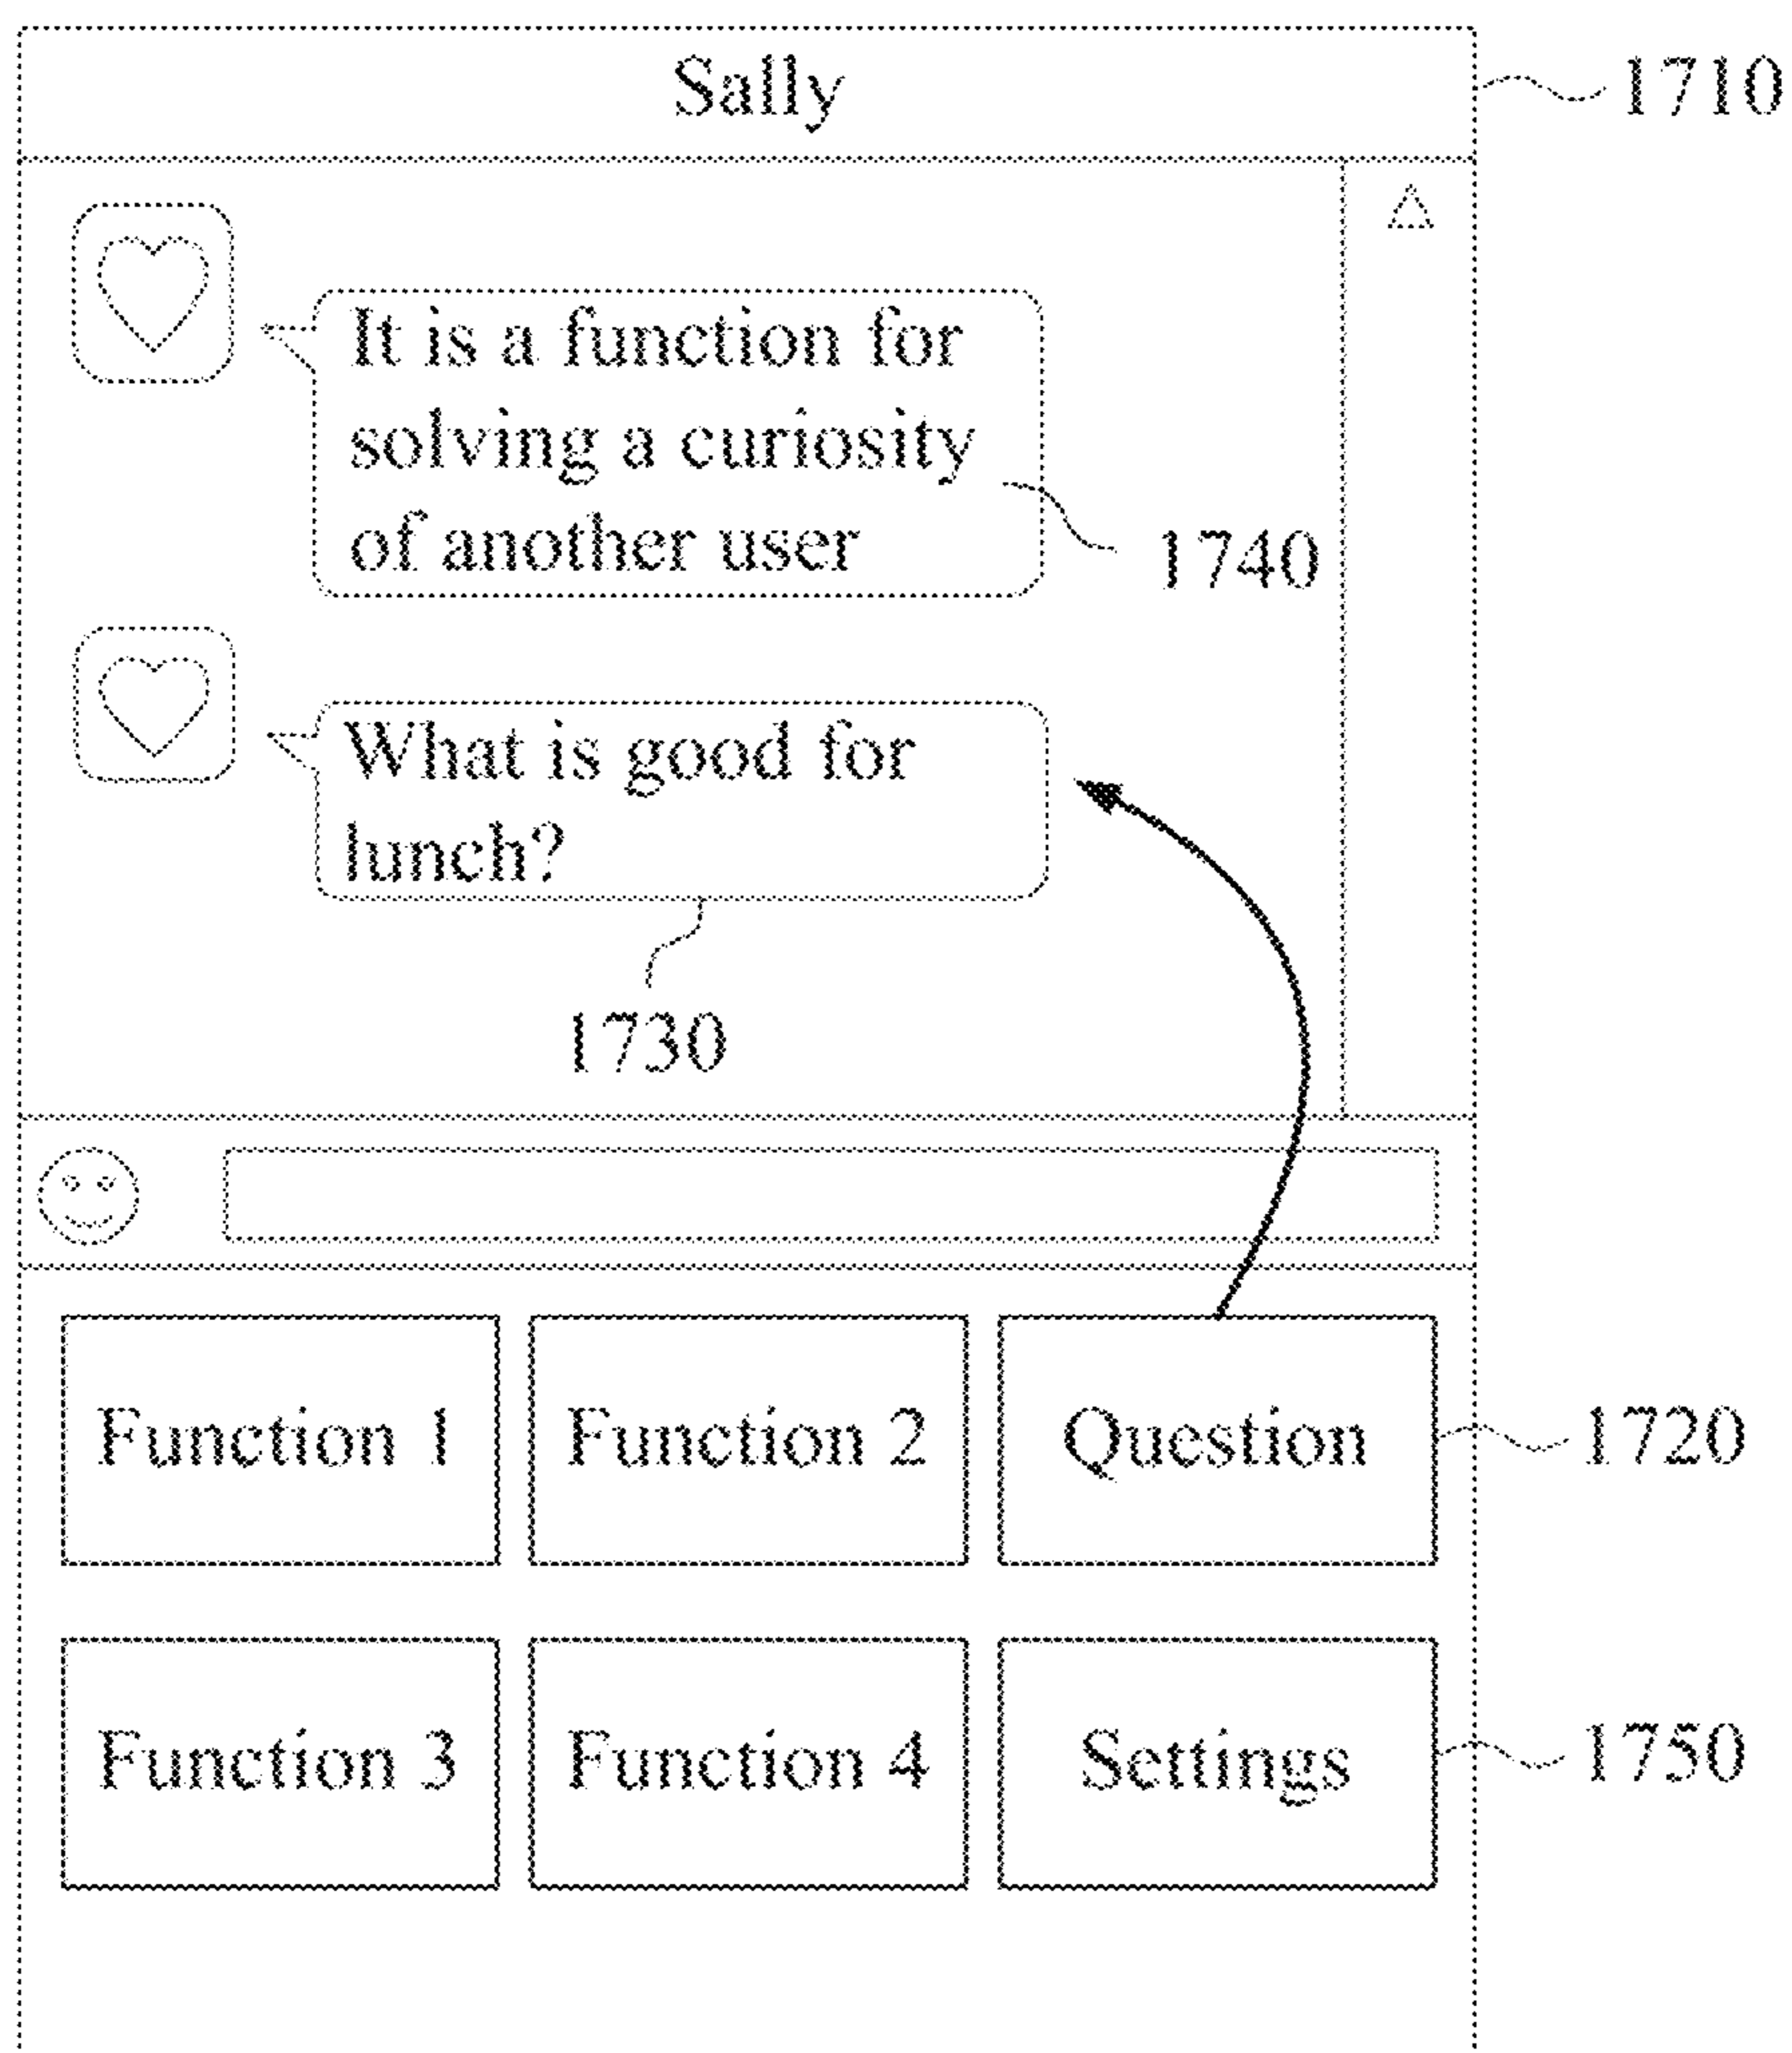 Sally
1710
It is a function for
solving a curiosity
of another user
1740
What is good for
lunch?
1730
Function 1
Function 2
Question
1720
Function 3
Function 4
Settings
1750